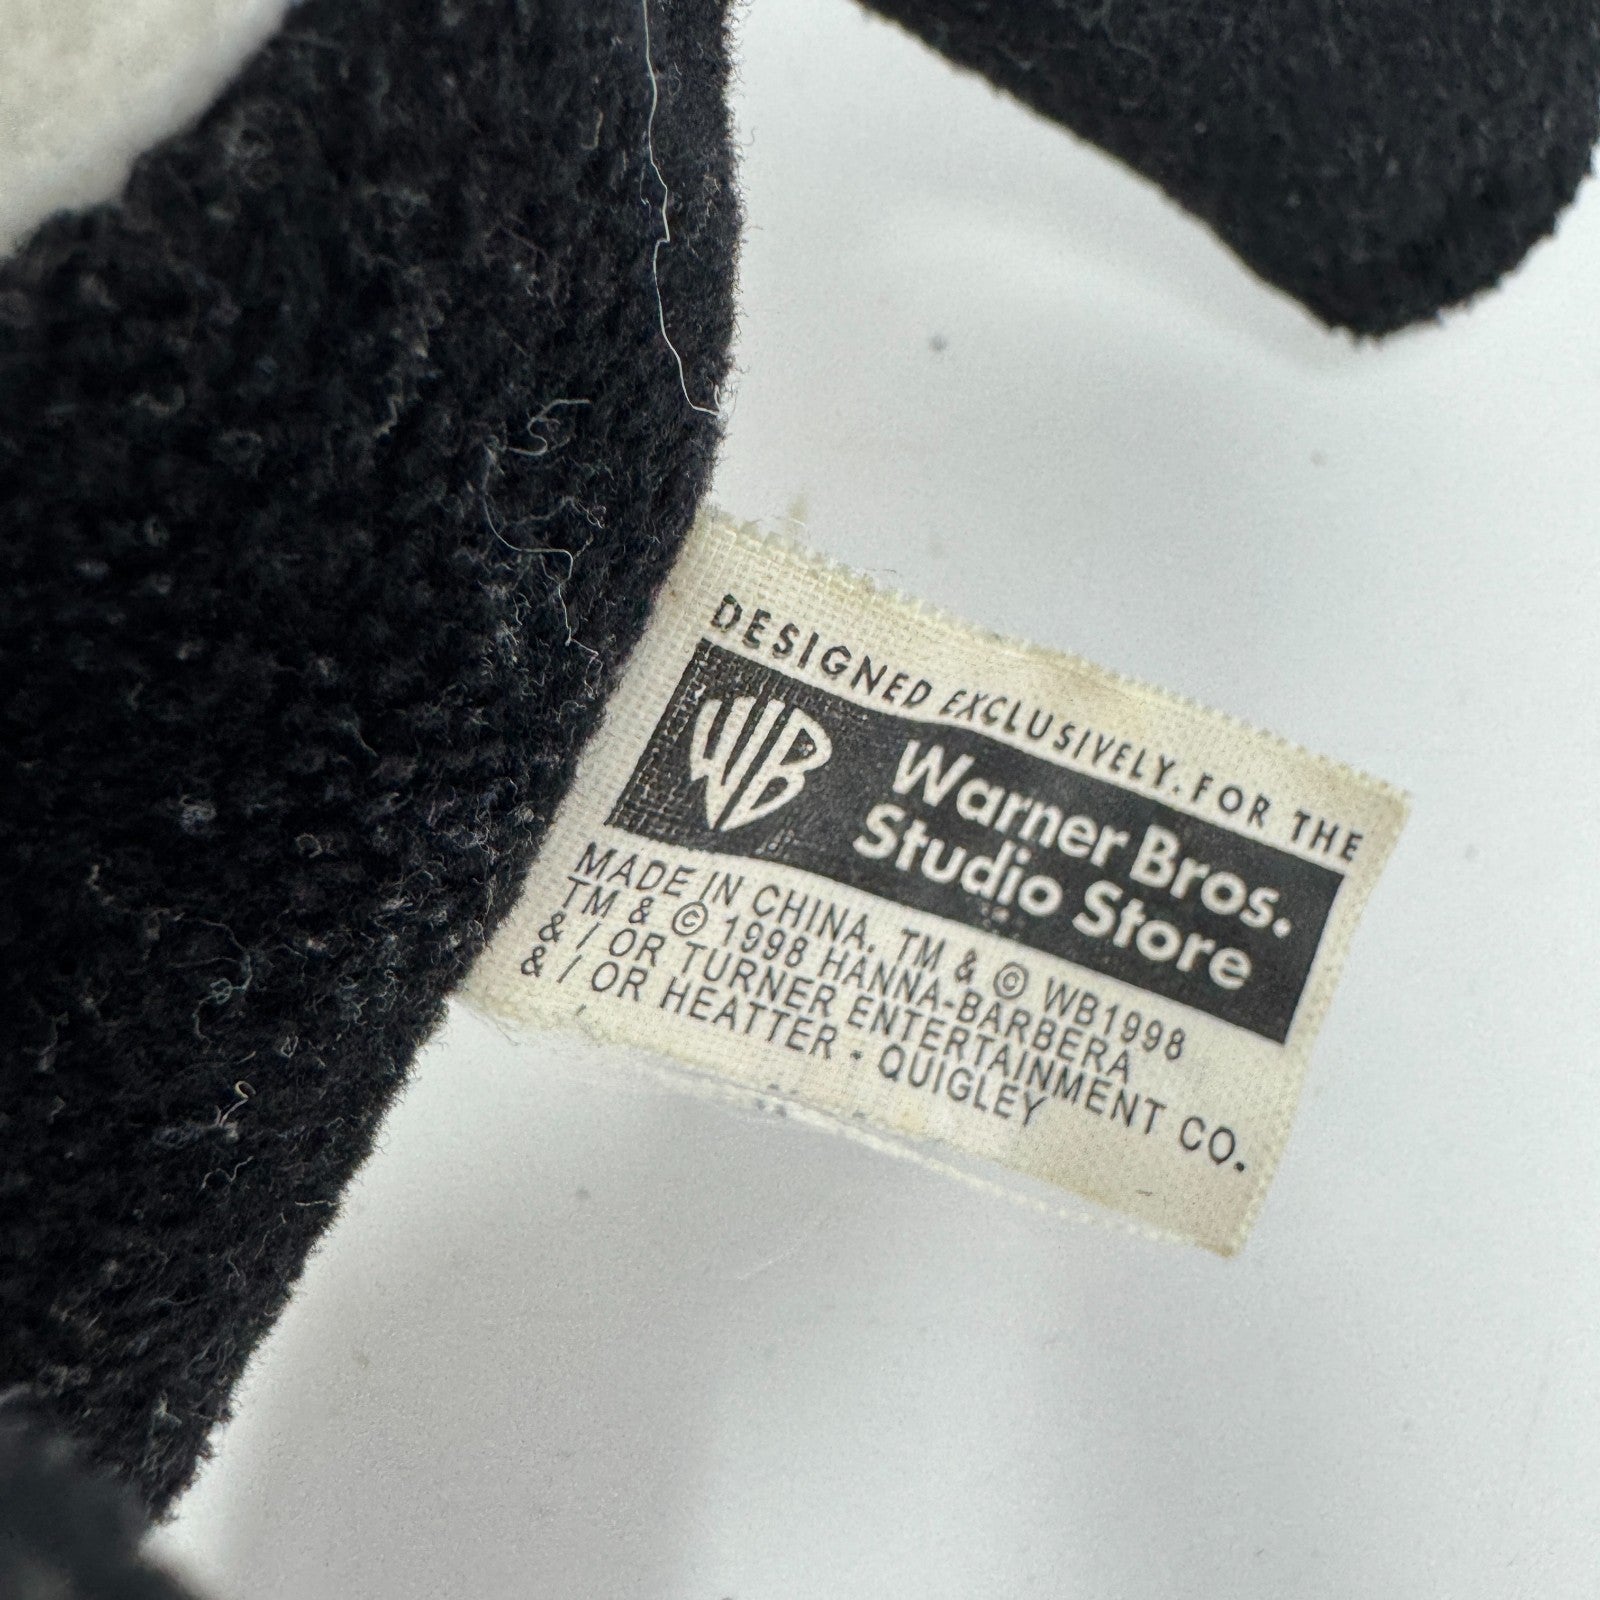 DESIGNED EXCLUSIVELY. FOR THE
WB
Warner Bros.
Studio Store
MADE IN CHINA. TM & © WB1998
TM & © 1998 HANNA-BARBERA
& / OR TURNER ENTERTAINMENT CO.
& / OR HEATTER - QUIGLEY